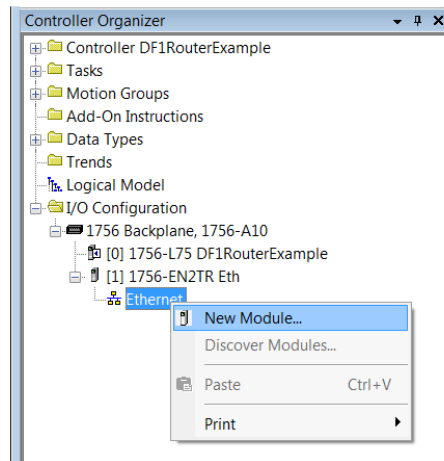 Controller Organizer
Controller DF1RouterExample
Tasks
Motion Groups
Add-On Instructions
Data Types
Trends
Logical Model
I/O Configuration
1756 Backplane, 1756-A10
[0] 1756-L75 DF1RouterExample
[1] 1756-EN2TR Eth
Ethernet
New Module...
Discover Modules...
Paste Ctrl+V
Print